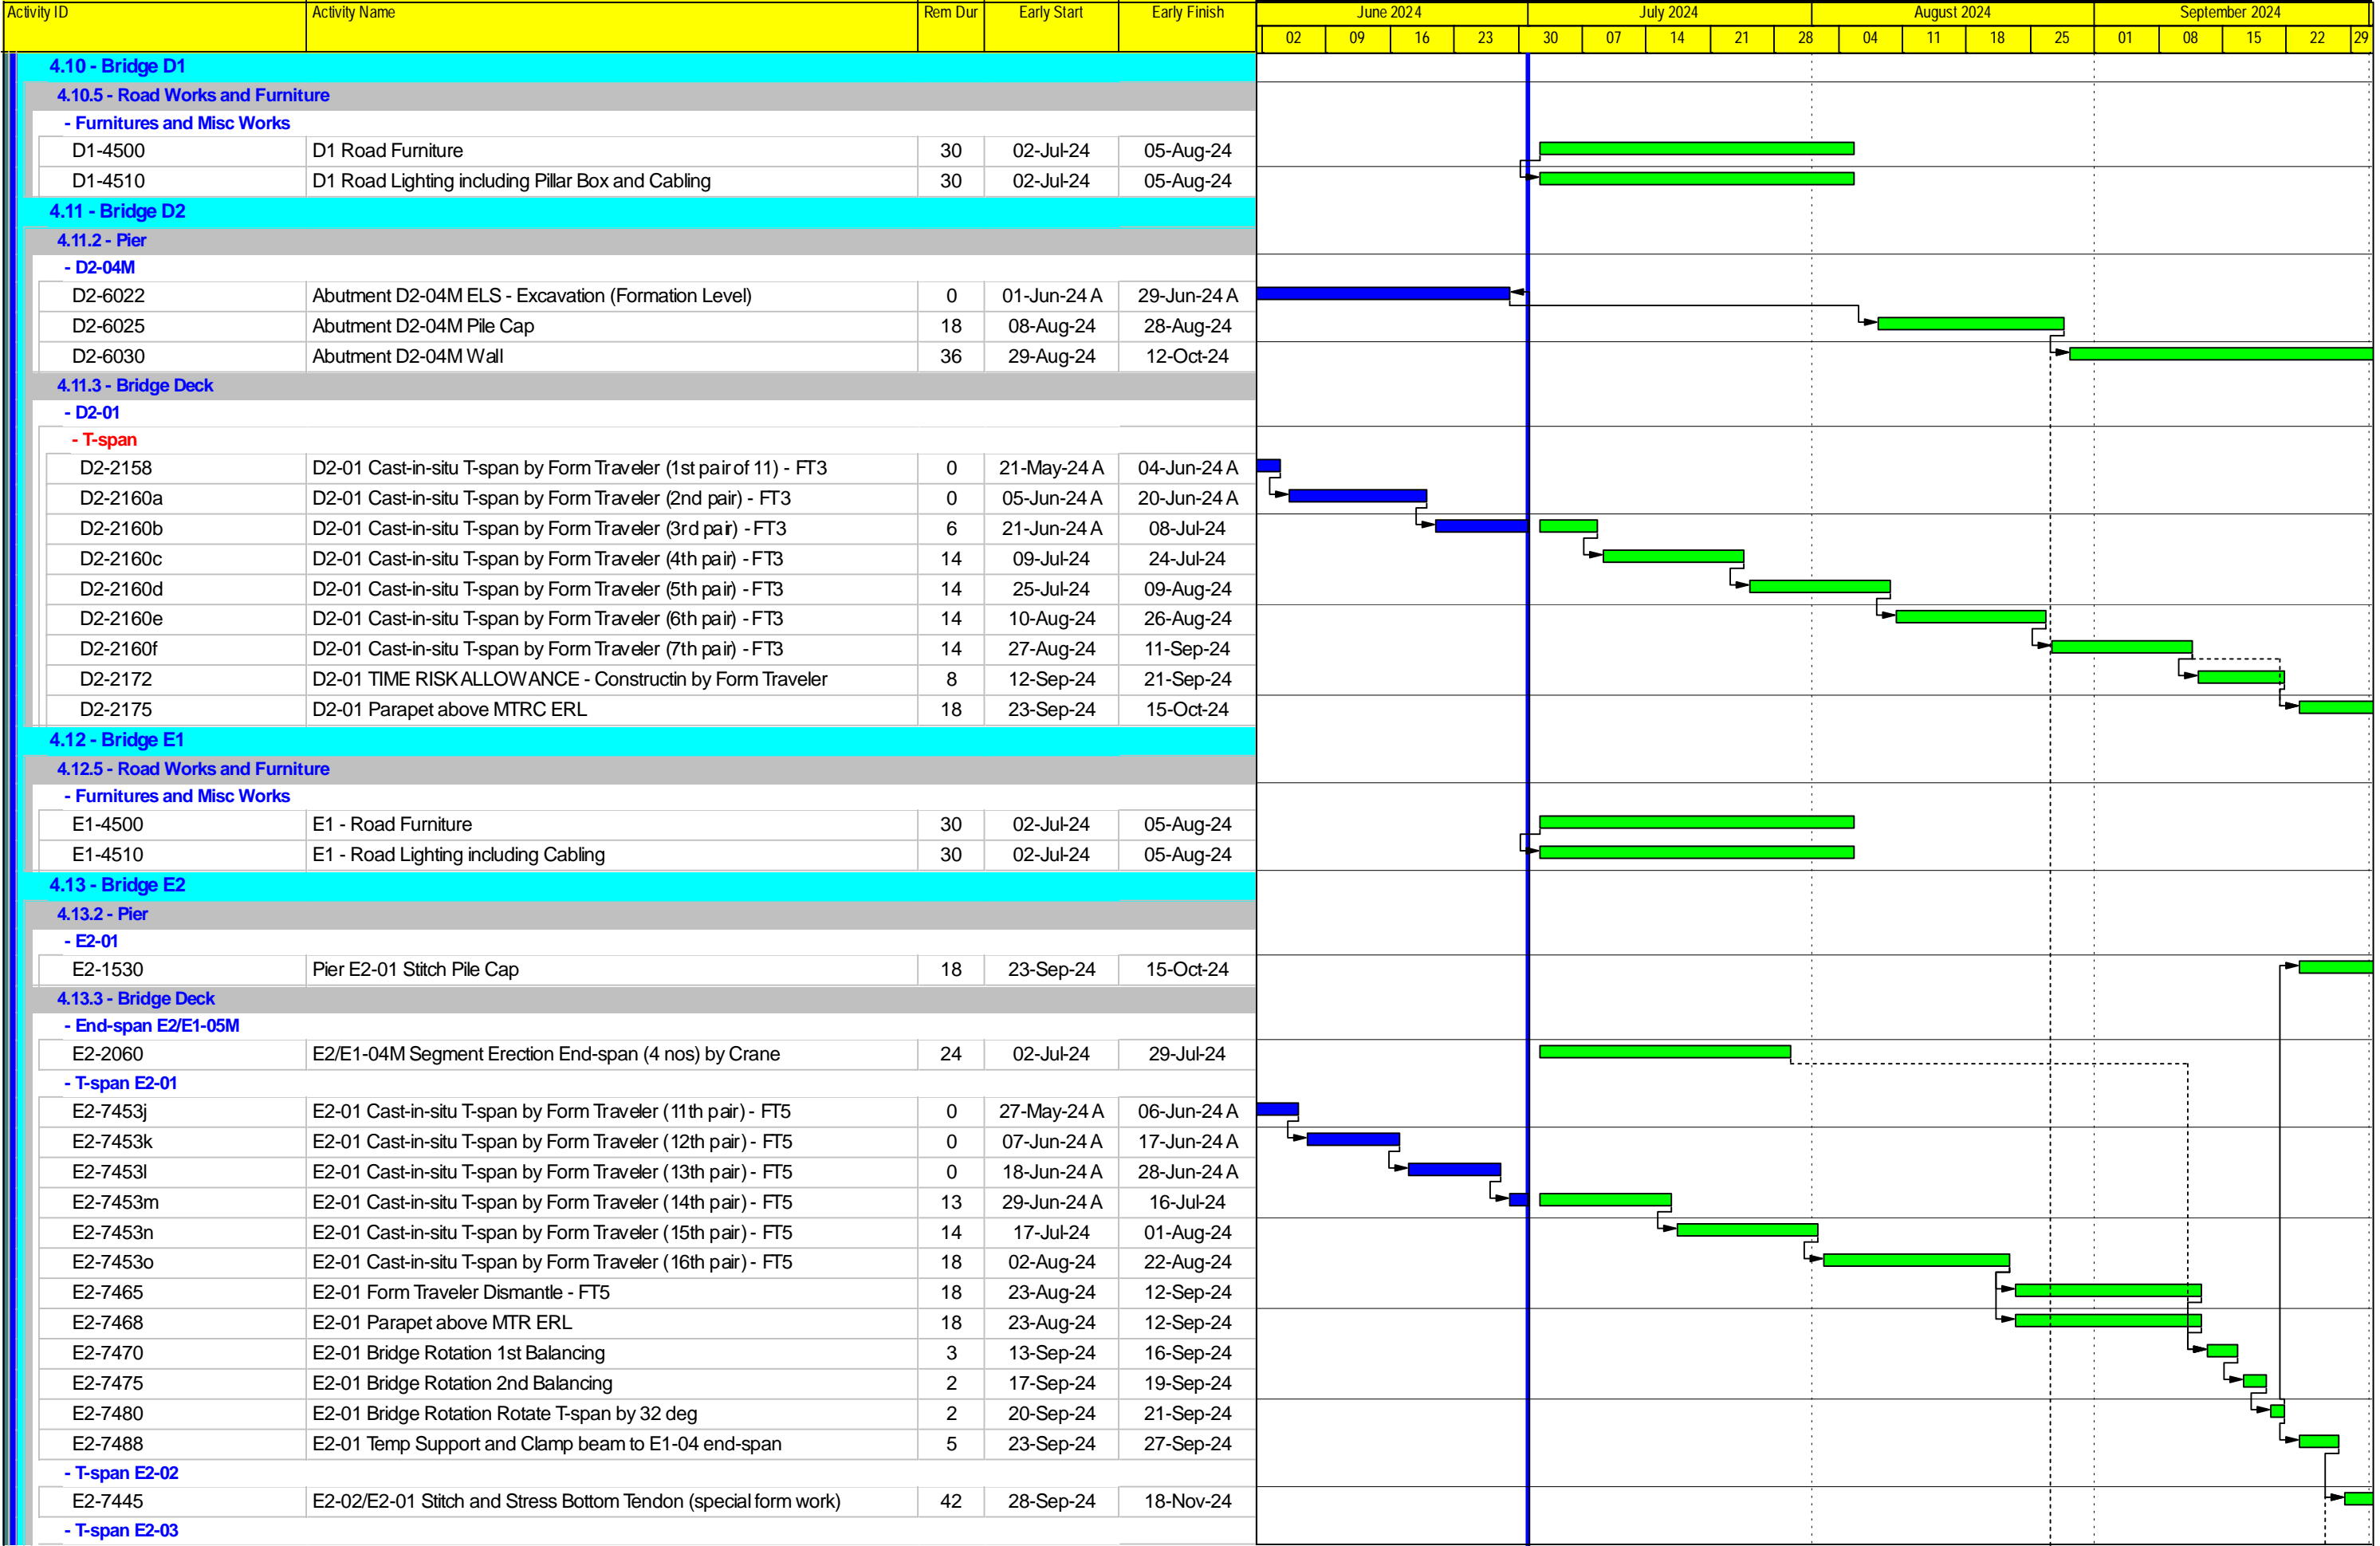 Activity ID Activity Name Rem Dur Early Start Early Finish June 2024 July 2024 August 2024 September 2024
02 09 16 23 30 07 14 21 28 04 11 18 25 01 08 15 22 29
4.10 - Bridge D1
4.10.5 - Road Works and Furniture
- Furnitures and Misc Works
D1-4500 D1 Road Furniture 30 02-Jul-24 05-Aug-24
D1-4510 D1 Road Lighting including Pillar Box and Cabling 30 02-Jul-24 05-Aug-24
4.11 - Bridge D2
4.11.2 - Pier
- D2-04M
D2-6022 Abutment D2-04M ELS - Excavation (Formation Level) 0 01-Jun-24 A 29-Jun-24 A
D2-6025 Abutment D2-04M Pile Cap 18 08-Aug-24 28-Aug-24
D2-6030 Abutment D2-04M Wall 36 29-Aug-24 12-Oct-24
4.11.3 - Bridge Deck
- D2-01
- T-span
D2-2158 D2-01 Cast-in-situ T-span by Form Traveler (1st pair of 11) - FT3 0 21-May-24 A 04-Jun-24 A
D2-2160a D2-01 Cast-in-situ T-span by Form Traveler (2nd pair) - FT3 0 05-Jun-24 A 20-Jun-24 A
D2-2160b D2-01 Cast-in-situ T-span by Form Traveler (3rd pair) - FT3 6 21-Jun-24 A 08-Jul-24
D2-2160c D2-01 Cast-in-situ T-span by Form Traveler (4th pair) - FT3 14 09-Jul-24 24-Jul-24
D2-2160d D2-01 Cast-in-situ T-span by Form Traveler (5th pair) - FT3 14 25-Jul-24 09-Aug-24
D2-2160e D2-01 Cast-in-situ T-span by Form Traveler (6th pair) - FT3 14 10-Aug-24 26-Aug-24
D2-2160f D2-01 Cast-in-situ T-span by Form Traveler (7th pair) - FT3 14 27-Aug-24 11-Sep-24
D2-2172 D2-01 TIME RISK ALLOWANCE - Constructin by Form Traveler 8 12-Sep-24 21-Sep-24
D2-2175 D2-01 Parapet above MTRC ERL 18 23-Sep-24 15-Oct-24
4.12 - Bridge E1
4.12.5 - Road Works and Furniture
- Furnitures and Misc Works
E1-4500 E1 - Road Furniture 30 02-Jul-24 05-Aug-24
E1-4510 E1 - Road Lighting including Cabling 30 02-Jul-24 05-Aug-24
4.13 - Bridge E2
4.13.2 - Pier
- E2-01
E2-1530 Pier E2-01 Stitch Pile Cap 18 23-Sep-24 15-Oct-24
4.13.3 - Bridge Deck
- End-span E2/E1-05M
E2-2060 E2/E1-04M Segment Erection End-span (4 nos) by Crane 24 02-Jul-24 29-Jul-24
- T-span E2-01
E2-7453j E2-01 Cast-in-situ T-span by Form Traveler (11th pair) - FT5 0 27-May-24 A 06-Jun-24 A
E2-7453k E2-01 Cast-in-situ T-span by Form Traveler (12th pair) - FT5 0 07-Jun-24 A 17-Jun-24 A
E2-7453l E2-01 Cast-in-situ T-span by Form Traveler (13th pair) - FT5 0 18-Jun-24 A 28-Jun-24 A
E2-7453m E2-01 Cast-in-situ T-span by Form Traveler (14th pair) - FT5 13 29-Jun-24 A 16-Jul-24
E2-7453n E2-01 Cast-in-situ T-span by Form Traveler (15th pair) - FT5 14 17-Jul-24 01-Aug-24
E2-7453o E2-01 Cast-in-situ T-span by Form Traveler (16th pair) - FT5 18 02-Aug-24 22-Aug-24
E2-7465 E2-01 Form Traveler Dismantle - FT5 18 23-Aug-24 12-Sep-24
E2-7468 E2-01 Parapet above MTR ERL 18 23-Aug-24 12-Sep-24
E2-7470 E2-01 Bridge Rotation 1st Balancing 3 13-Sep-24 16-Sep-24
E2-7475 E2-01 Bridge Rotation 2nd Balancing 2 17-Sep-24 19-Sep-24
E2-7480 E2-01 Bridge Rotation Rotate T-span by 32 deg 2 20-Sep-24 21-Sep-24
E2-7488 E2-01 Temp Support and Clamp beam to E1-04 end-span 5 23-Sep-24 27-Sep-24
- T-span E2-02
E2-7445 E2-02/E2-01 Stitch and Stress Bottom Tendon (special form work) 42 28-Sep-24 18-Nov-24
- T-span E2-03